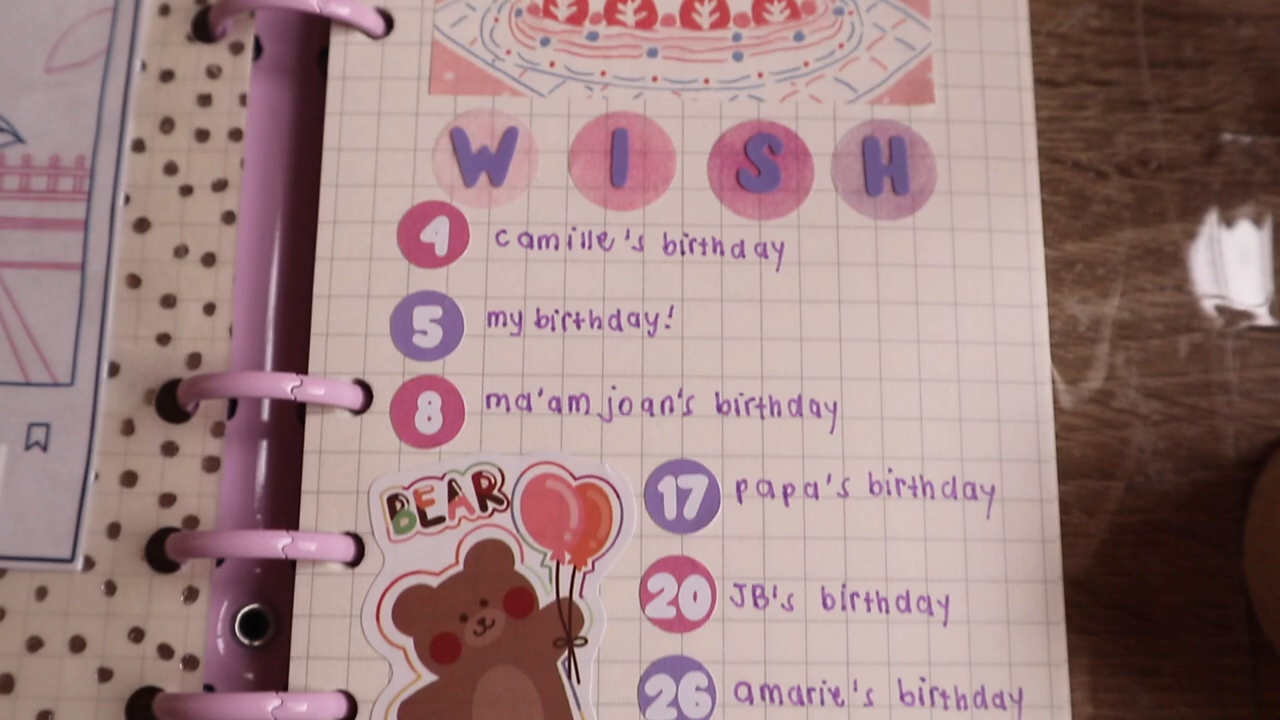 WISH
4 camille's birthday
5 my birthday!
8 ma'am joan's birthday
BEAR
17 papa's birthday
20 JB's birthday
26 amarie's birthday